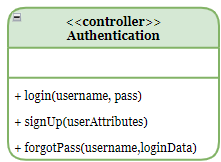 <<controller>>
Authentication
+ login(username, pass)
+ signUp(userAttributes)
+ forgotPass(username,loginData)